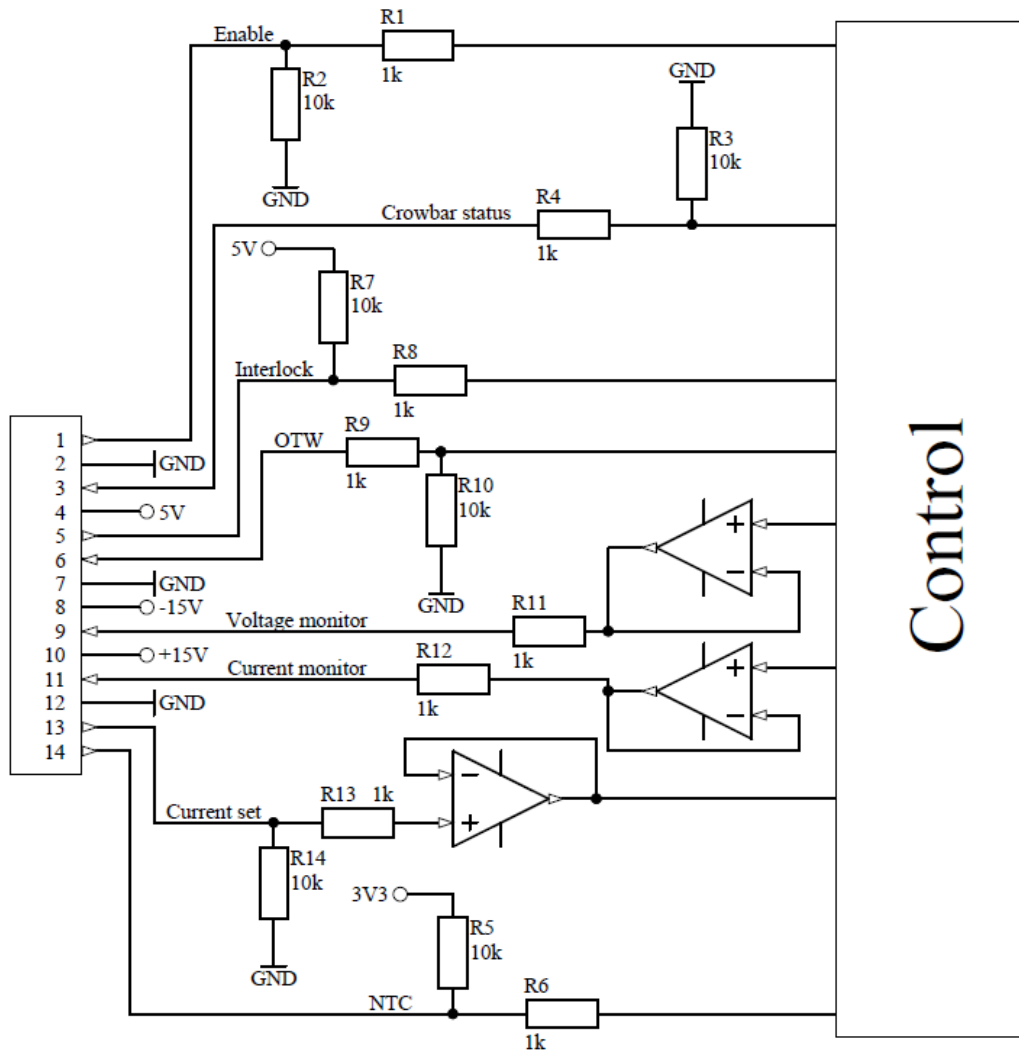 R1
Enable
1k
R2
10k
GND
GND
R3
10k
R4
Crowbar status
1k
5V
R7
10k
R8
Interlock
1k
R9
OTW
1k
R10
10k
GND
1
2
3
4
5
6
7
8
9
10
11
12
13
14
GND
5V
GND
-15V
+15V
GND
+
−
R11
Voltage monitor
1k
R12
Current monitor
1k
+
−
R13 1k
−
+
Current set
R14
10k
GND
3V3
R5
10k
R6
NTC
1k
Control